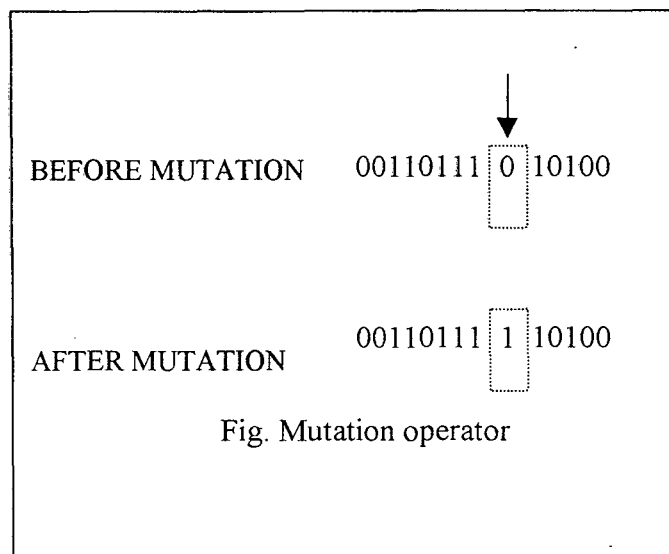 BEFORE MUTATION 00110111 0 10100
00110111 1 10100
AFTER MUTATION
Fig. Mutation operator